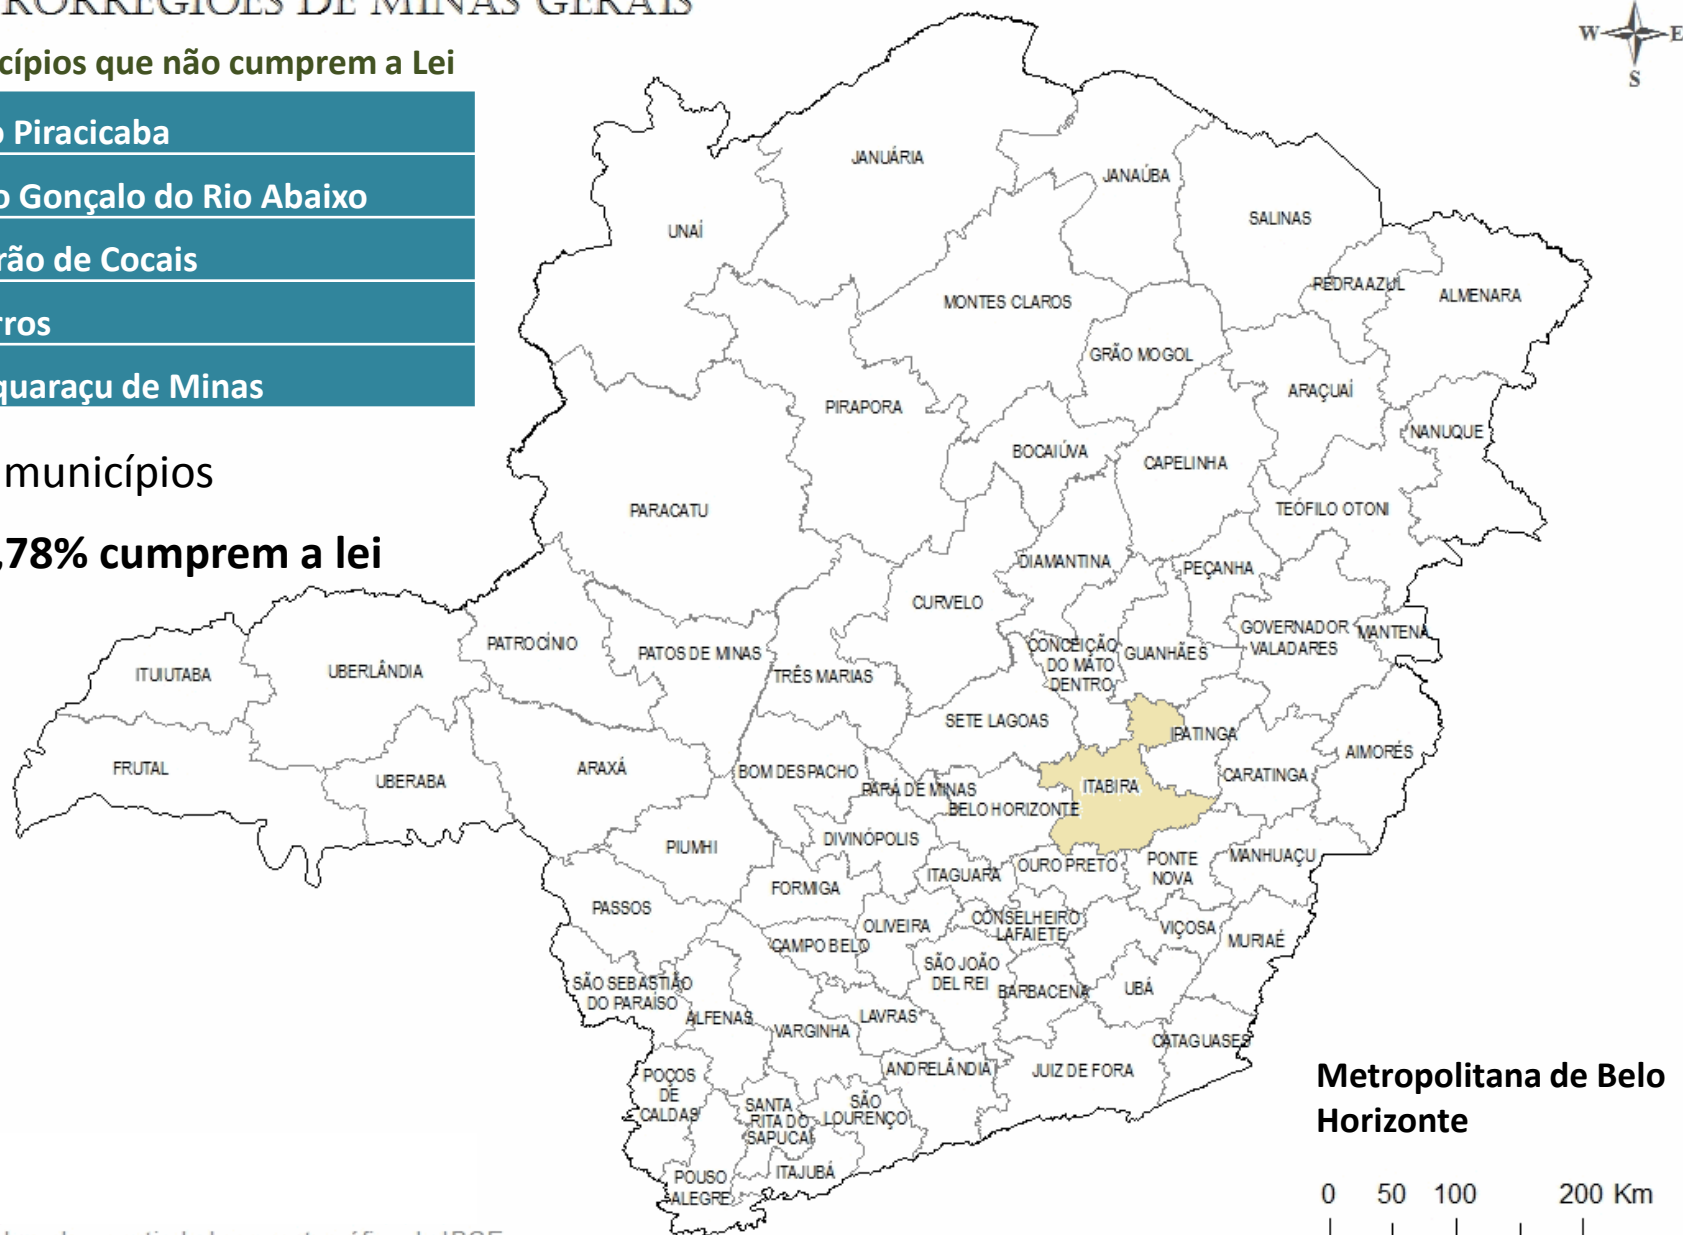 RORREGIÕES DE MINAS GERAIS
cípios que não cumprem a Lei
o Piracicaba
o Gonçalo do Rio Abaixo
rão de Cocais
rros
quaraçu de Minas
municípios
,78% cumprem a lei
W E
S
JANUÁRIA
JANAÚBA
SALINAS
UNAÍ
PEDRA AZUL
ALMENARA
MONTES CLAROS
GRÃO MOGOL
ARAÇUAÍ
PIRAPORA
NANUQUE
BOCAIÚVA
CAPELINHA
PARACATU
TEÓFILO OTONI
DIAMANTINA
PEÇANHA
CURVELO
GOVERNADOR
VALADARES
MANTENA
PATROCÍNIO
PATOS DE MINAS
CONCEIÇÃO
DO MATO
DENTRO
GUANHÃES
ITUIUTABA
UBERLÂNDIA
TRÊS MARIAS
SETE LAGOAS
IPATINGA
AIMORÉS
FRUTAL
UBERABA
ARAXÁ
BOM DESPACHO
PARÁ DE MINAS
ITABIRA
CARATINGA
BELO HORIZONTE
PIUMHI
DIVINÓPOLIS
ITAGUARA
OURO PRETO
PONTE
NOVA
MANHUAÇU
FORMIGA
PASSOS
OLIVEIRA
CONSELHEIRO
LAFAIETE
VIÇOSA
MURIAÉ
CAMPO BELO
SÃO JOÃO
DEL REI
BARBACENA
UBÁ
SÃO SEBASTIÃO
DO PARAÍSO
ALFENAS
VARGINHA
LAVRAS
CATAGUASES
ANDRELÂNDIA
JUIZ DE FORA
POÇOS
DE
CALDAS
SANTA
RITA DO
SAPUCAÍ
SÃO
LOURENÇO
POUSO
ALEGRE
ITAJUBÁ
Metropolitana de Belo
Horizonte
0 50 100 200 Km